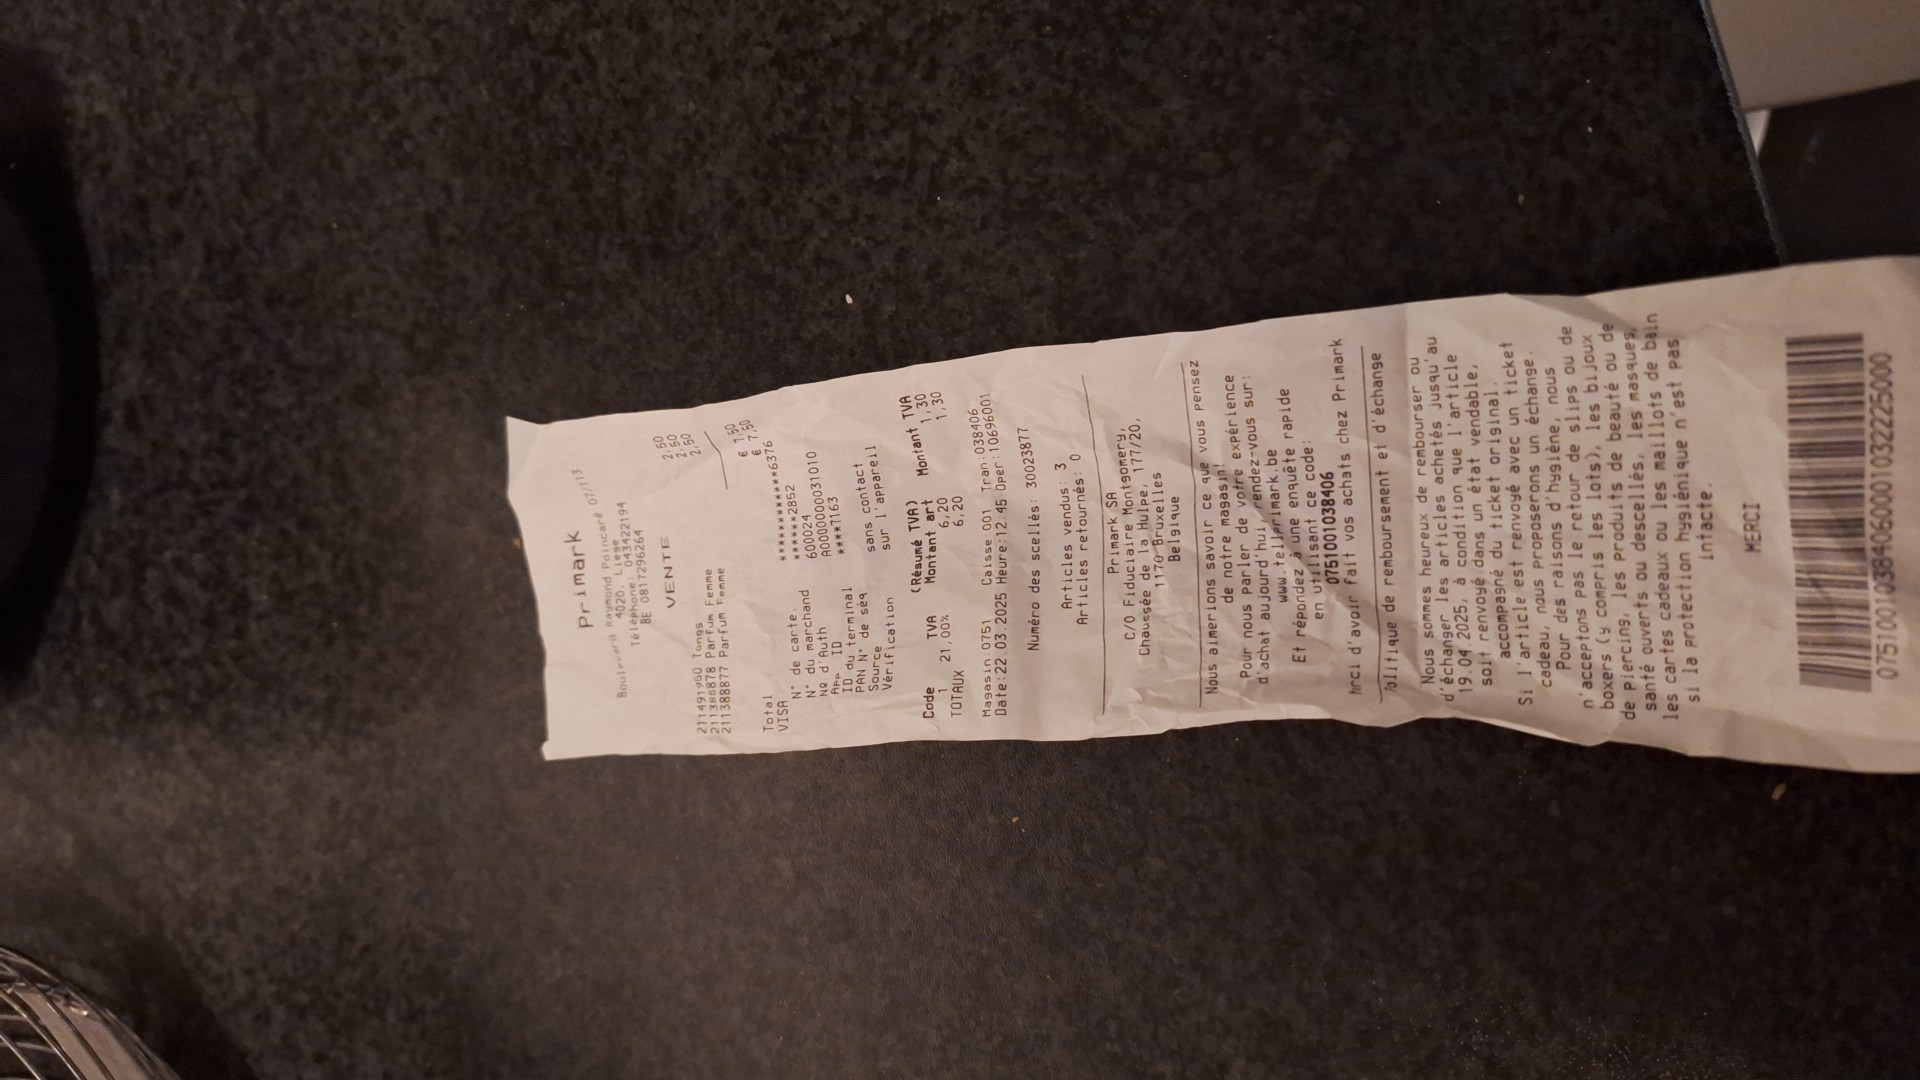 Primark
Boulevard Raymond Poincaré 07/113
4020, Liege
Téléphone: 043422194
BE 0817296264
VENTE
211491960 Tongs 2,50
211388878 Parfum Femme 2,50
211388877 Parfum Femme 2,50
Total € 7,50
VISA € 7,50
N° de carte. ************6376
N° du marchand ******2852
No d'Auth 600024
App ID A0000000031010
ID du terminal ****7163
PAN N° de séq
Source sans contact
Vérification sur l'appareil
(Résumé TVA)
Code TVA Montant art Montant TVA
1 21,00% 6,20 1,30
TOTAUX 6,20 1,30
Magasin:0751 Caisse:001 Tran:038406
Date:22.03.2025 Heure:12:45 Oper:10696001
Numéro des scellés: 30023877
Articles vendus: 3
Articles retournés: 0
Primark SA
C/O Fiduciaire Montgomery,
Chaussée de la Hulpe, 177/20,
1170 Bruxelles
Belgique
Nous aimerions savoir ce que vous pensez
de notre magasin!
Pour nous parler de votre expérience
d'achat aujourd'hui, rendez-vous sur:
www.tellprimark.be
Et répondez à une enquête rapide
en utilisant ce code:
0751001038406
Merci d'avoir fait vos achats chez Primark
Politique de remboursement et d'échange
Nous sommes heureux de rembourser ou
d'échanger les articles achetés jusqu'au
19.04.2025, à condition que l'article
soit renvoyé dans un état vendable,
accompagné du ticket original.
Si l'article est renvoyé avec un ticket
cadeau, nous proposerons un échange.
Pour des raisons d'hygiène, nous
n'acceptons pas le retour de slips ou de
boxers (y compris les lots), les bijoux
de piercing, les produits de beauté ou de
santé ouverts ou descellés, les masques,
les cartes cadeaux ou les maillots de bain
si la protection hygiénique n'est pas
intacte.
MERCI
07510010384060001032225000